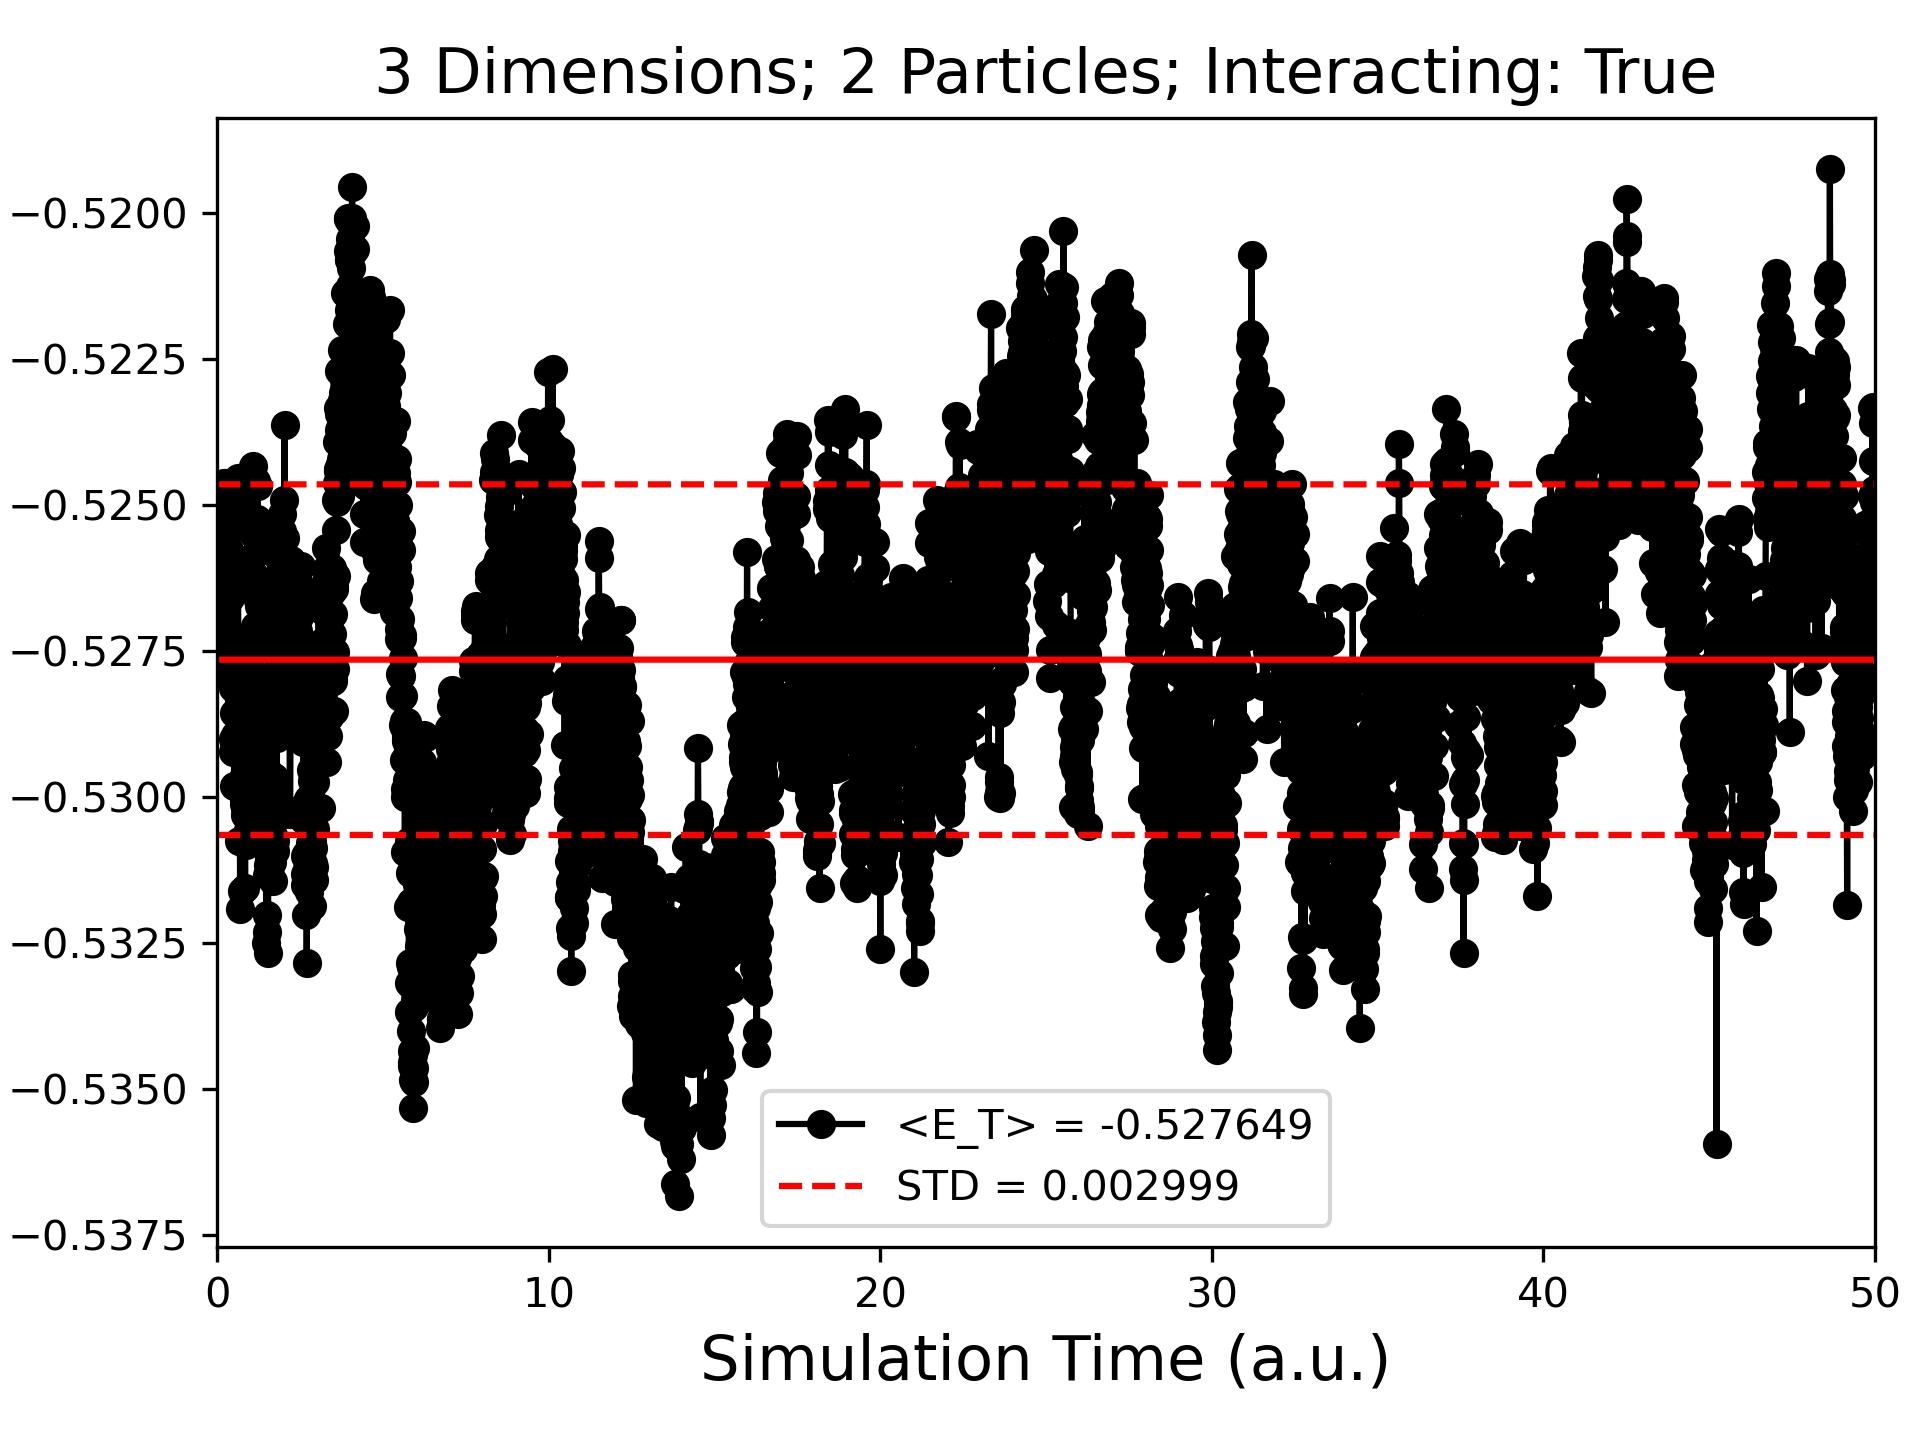 3 Dimensions; 2 Particles; Interacting: True
−0.5200
−0.5225
−0.5250
−0.5275
−0.5300
−0.5325
−0.5350
−0.5375
<E_T> = -0.527649
STD = 0.002999
0 10 20 30 40 50
Simulation Time (a.u.)